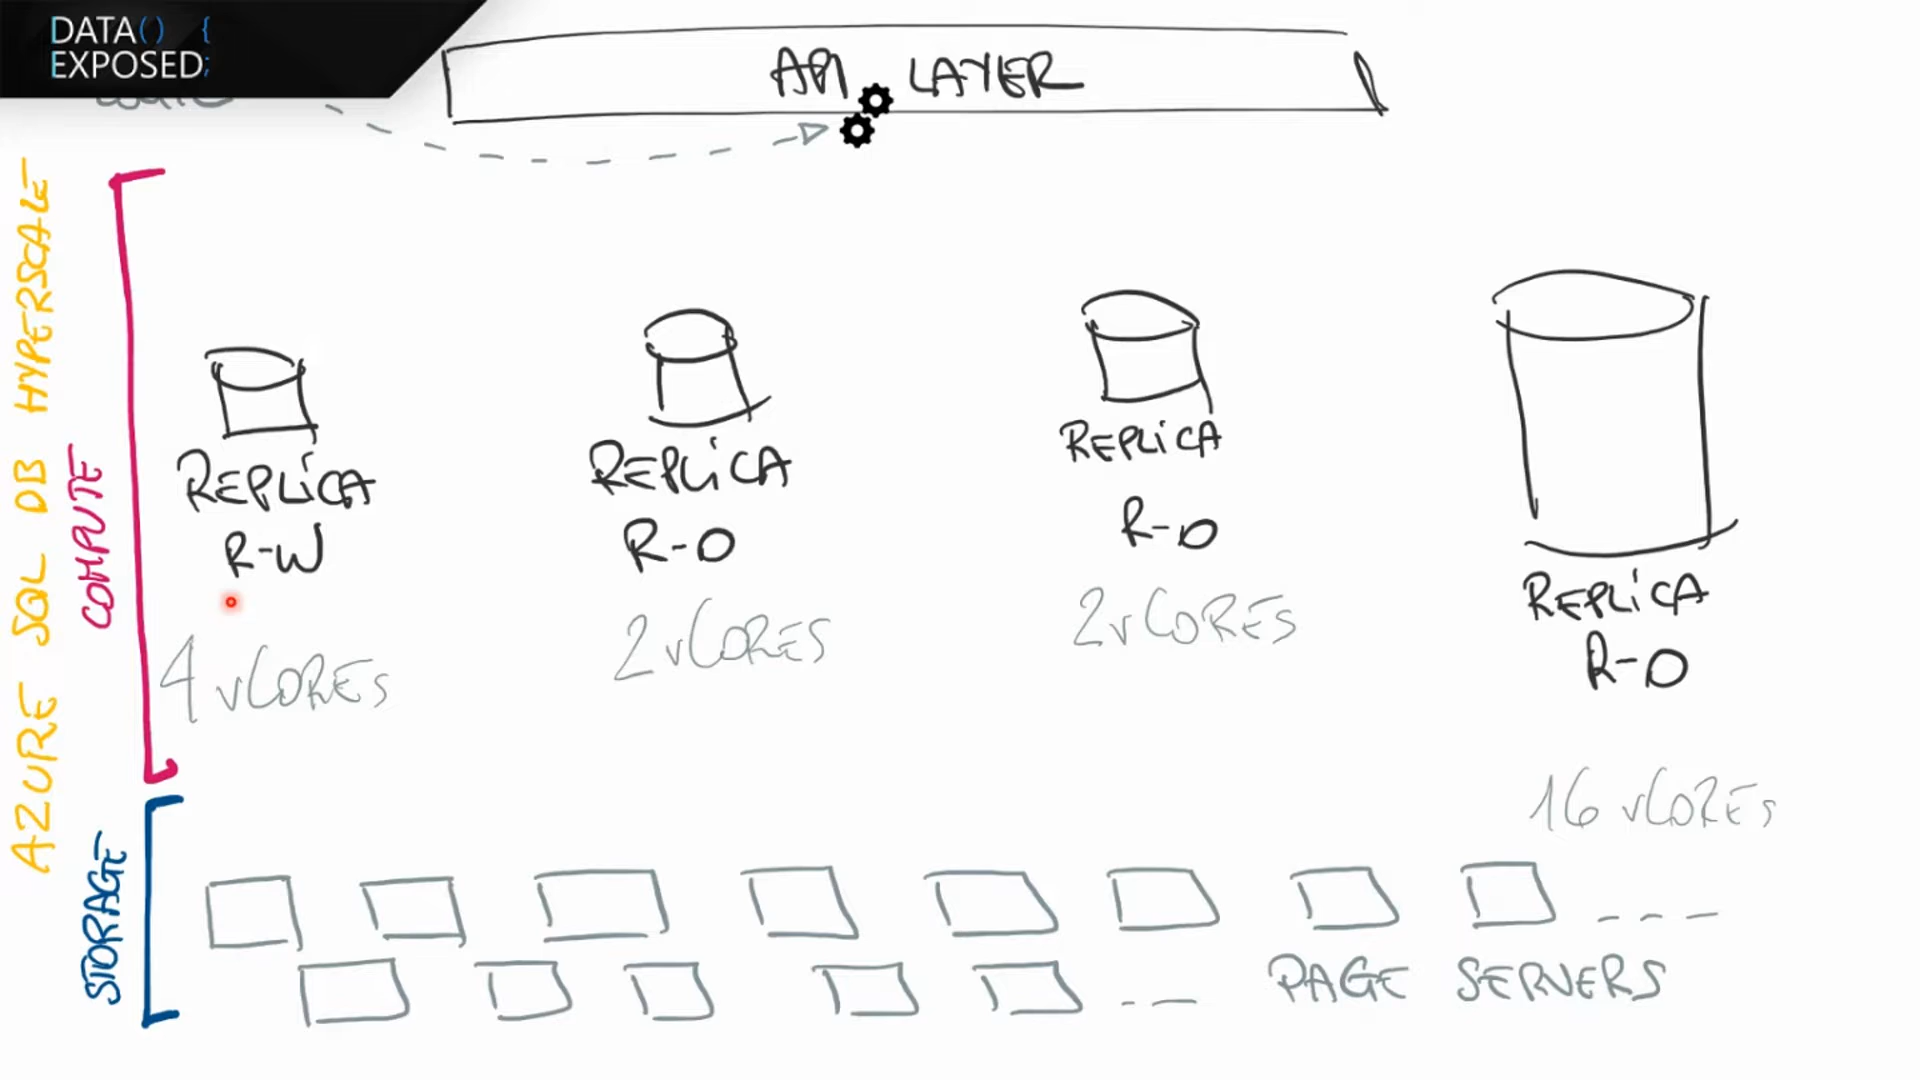 DATA() {
EXPOSED;
API LAYER
AZURE SQL DB HYPERSCALE
COMPUTE
REPLICA
R-W
4 vCORES
REPLICA
R-O
2 vCORES
REPLICA
R-O
2 vCORES
REPLICA
R-O
16 vCORES
STORAGE
PAGE SERVERS